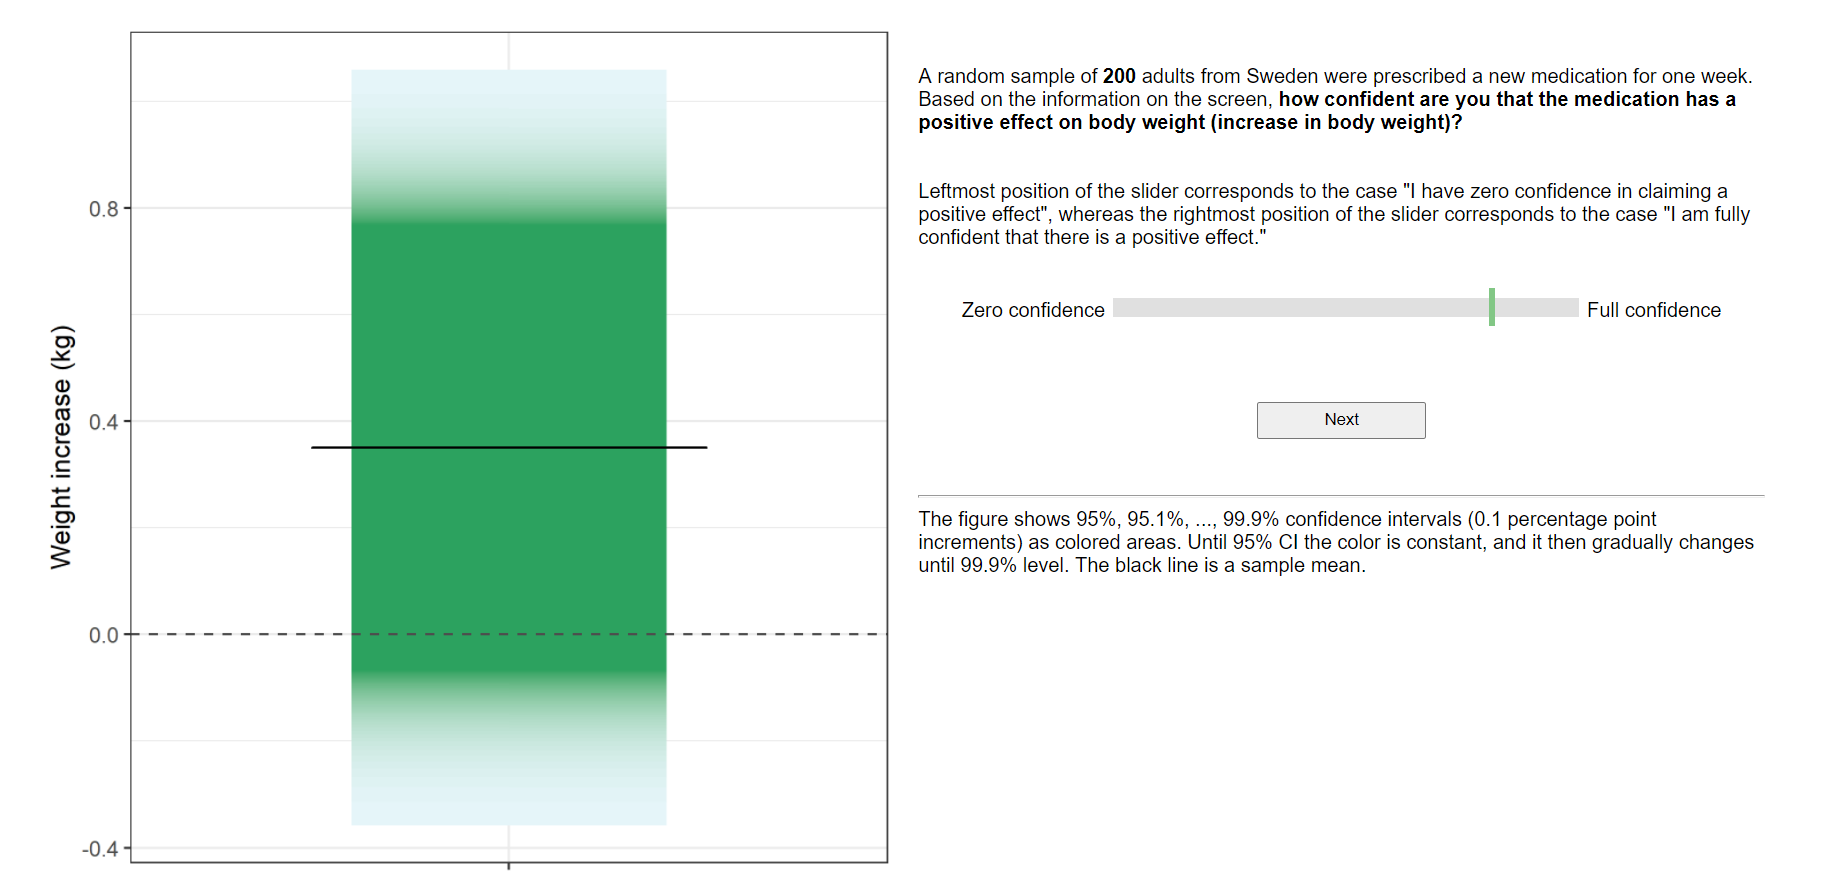 A random sample of 200 adults from Sweden were prescribed a new medication for one week.
Based on the information on the screen, how confident are you that the medication has a
positive effect on body weight (increase in body weight)?
Leftmost position of the slider corresponds to the case "I have zero confidence in claiming a
positive effect", whereas the rightmost position of the slider corresponds to the case "I am fully
confident that there is a positive effect."
Zero confidence Full confidence
Next
The figure shows 95%, 95.1%, ..., 99.9% confidence intervals (0.1 percentage point
increments) as colored areas. Until 95% CI the color is constant, and it then gradually changes
until 99.9% level. The black line is a sample mean.
Weight increase (kg)
0.8
0.4
0.0
-0.4